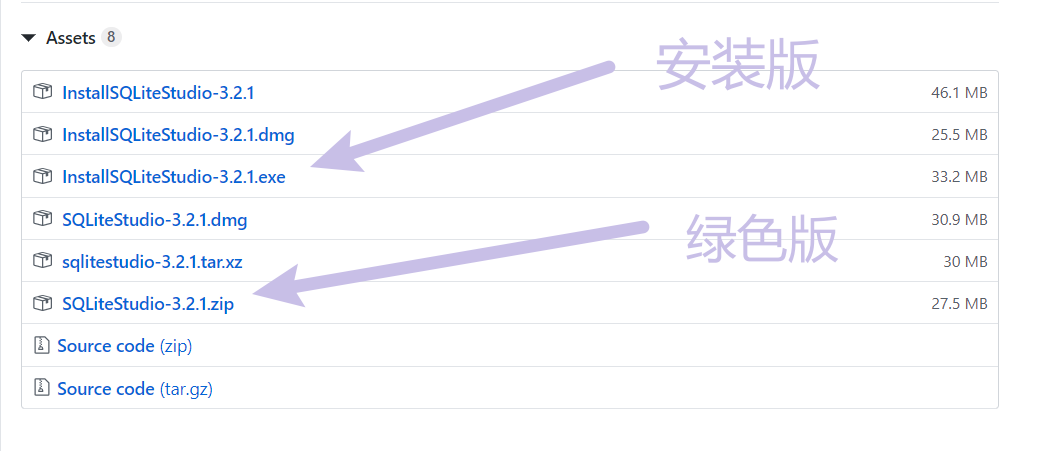 Assets 8
安装版
InstallSQLiteStudio-3.2.1 46.1 MB
InstallSQLiteStudio-3.2.1.dmg 25.5 MB
InstallSQLiteStudio-3.2.1.exe 33.2 MB
SQLiteStudio-3.2.1.dmg 30.9 MB
绿色版
sqlitestudio-3.2.1.tar.xz 30 MB
SQLiteStudio-3.2.1.zip 27.5 MB
Source code (zip)
Source code (tar.gz)